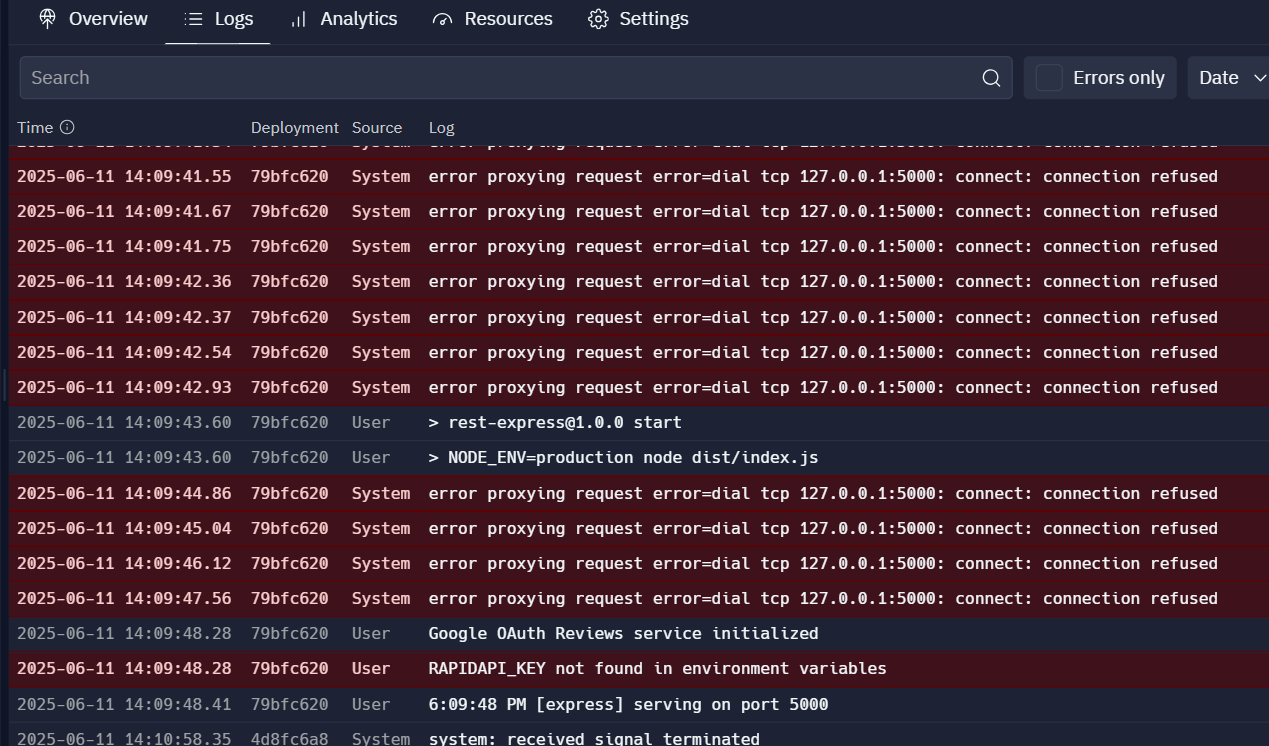 Overview Logs Analytics Resources Settings
Search Errors only Date
Time Deployment Source Log
2025-06-11 14:09:41.55 79bfc620 System error proxying request error=dial tcp 127.0.0.1:5000: connect: connection refused
2025-06-11 14:09:41.67 79bfc620 System error proxying request error=dial tcp 127.0.0.1:5000: connect: connection refused
2025-06-11 14:09:41.75 79bfc620 System error proxying request error=dial tcp 127.0.0.1:5000: connect: connection refused
2025-06-11 14:09:42.36 79bfc620 System error proxying request error=dial tcp 127.0.0.1:5000: connect: connection refused
2025-06-11 14:09:42.37 79bfc620 System error proxying request error=dial tcp 127.0.0.1:5000: connect: connection refused
2025-06-11 14:09:42.54 79bfc620 System error proxying request error=dial tcp 127.0.0.1:5000: connect: connection refused
2025-06-11 14:09:42.93 79bfc620 System error proxying request error=dial tcp 127.0.0.1:5000: connect: connection refused
2025-06-11 14:09:43.60 79bfc620 User > rest-express@1.0.0 start
2025-06-11 14:09:43.60 79bfc620 User > NODE_ENV=production node dist/index.js
2025-06-11 14:09:44.86 79bfc620 System error proxying request error=dial tcp 127.0.0.1:5000: connect: connection refused
2025-06-11 14:09:45.04 79bfc620 System error proxying request error=dial tcp 127.0.0.1:5000: connect: connection refused
2025-06-11 14:09:46.12 79bfc620 System error proxying request error=dial tcp 127.0.0.1:5000: connect: connection refused
2025-06-11 14:09:47.56 79bfc620 System error proxying request error=dial tcp 127.0.0.1:5000: connect: connection refused
2025-06-11 14:09:48.28 79bfc620 User Google OAuth Reviews service initialized
2025-06-11 14:09:48.28 79bfc620 User RAPIDAPI_KEY not found in environment variables
2025-06-11 14:09:48.41 79bfc620 User 6:09:48 PM [express] serving on port 5000
2025-06-11 14:10:58.35 4d8fc6a8 System system: received signal terminated